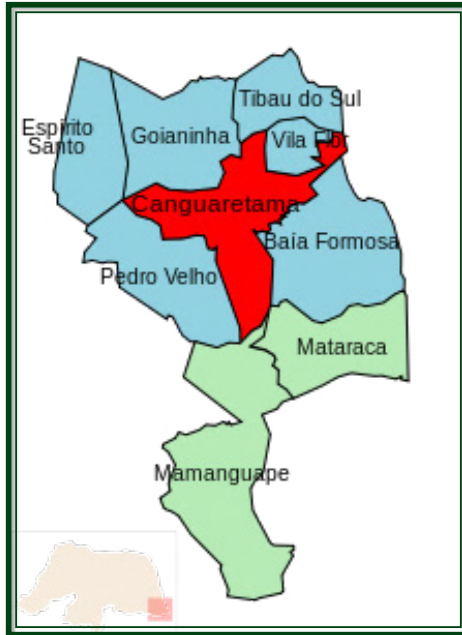 Tibau do Sul
Espírito
Santo
Goianinha
Vila Flor
Canguaretama
Baía Formosa
Pedro Velho
Mataraca
Mamanguape